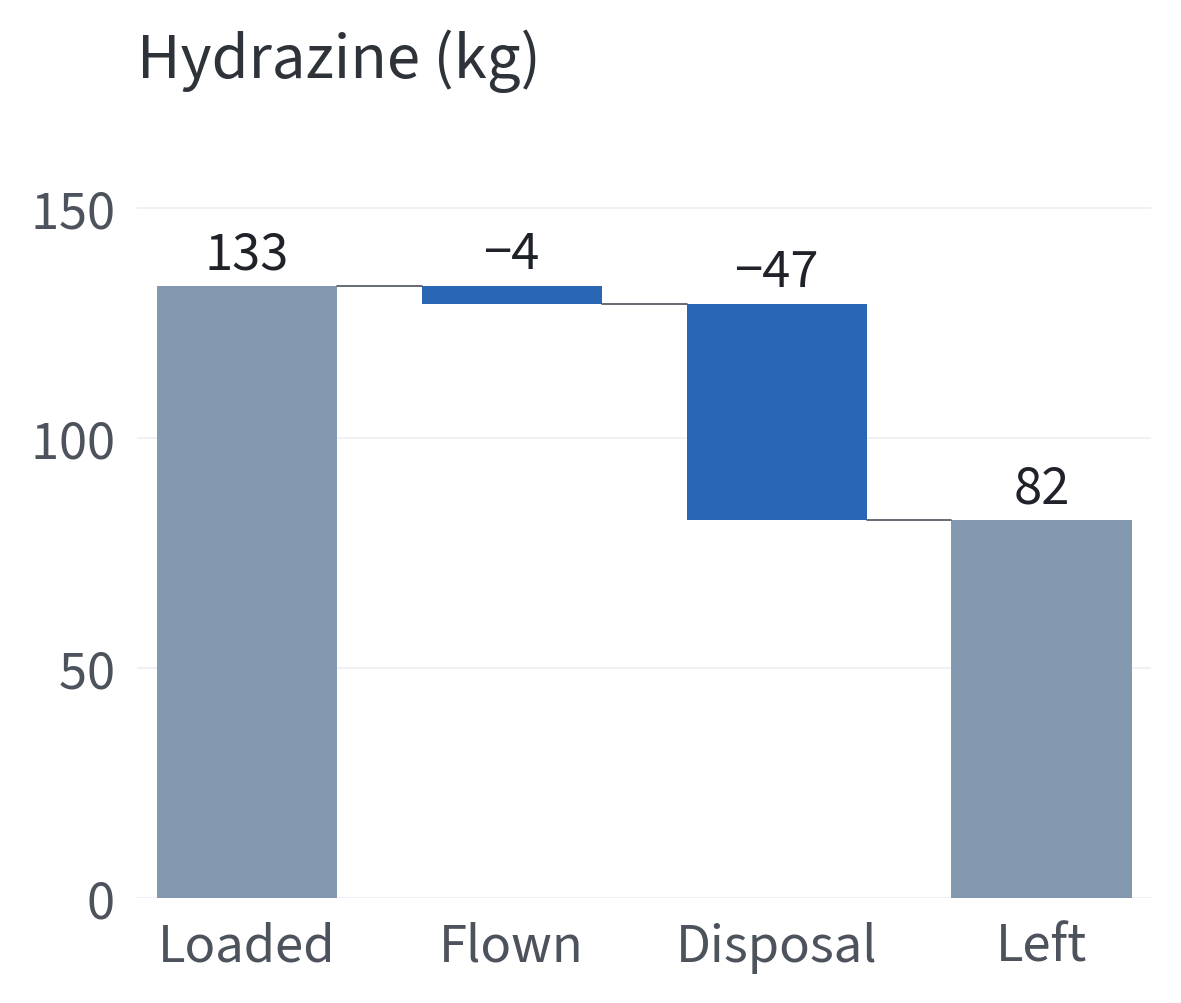 Hydrazine (kg)
150
133
−4
−47
100
82
50
0
Loaded
Flown
Disposal
Left